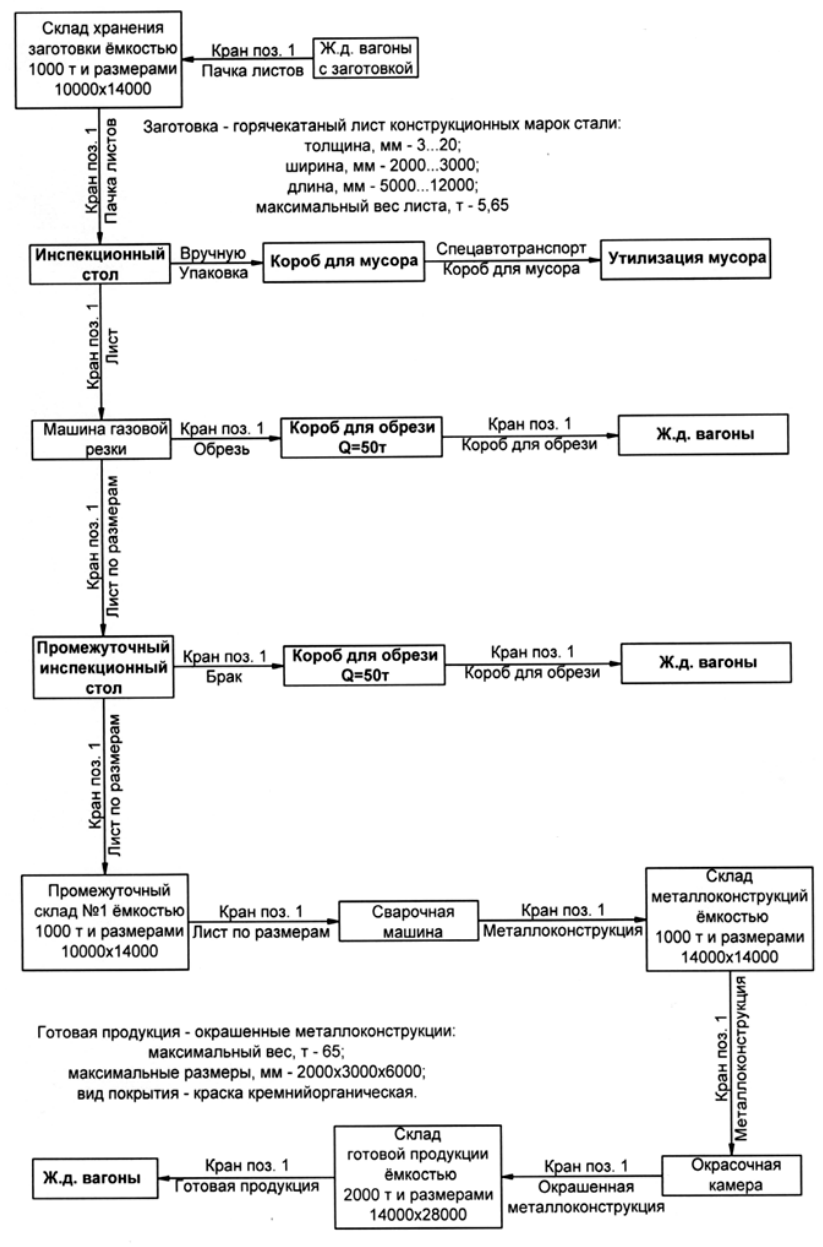 Склад хранения
заготовки ёмкостью
1000 т и размерами
10000х14000
Кран поз. 1
Пачка листов
Ж.д. вагоны
с заготовкой
Кран поз. 1
Пачка листов
Заготовка - горячекатаный лист конструкционных марок стали:
толщина, мм - 3...20;
ширина, мм - 2000...3000;
длина, мм - 5000...12000;
максимальный вес листа, т - 5,65
Инспекционный
стол
Вручную
Упаковка
Короб для мусора
Спецавтотранспорт
Короб для мусора
Утилизация мусора
Кран поз. 1
Лист
Машина газовой
резки
Кран поз. 1
Обрезь
Короб для обрези
Q=50т
Кран поз. 1
Короб для обрези
Ж.д. вагоны
Кран поз. 1
Лист по размерам
Промежуточный
инспекционный
стол
Кран поз. 1
Брак
Короб для обрези
Q=50т
Кран поз. 1
Короб для обрези
Ж.д. вагоны
Кран поз. 1
Лист по размерам
Промежуточный
склад №1 ёмкостью
1000 т и размерами
10000х14000
Кран поз. 1
Лист по размерам
Сварочная
машина
Кран поз. 1
Металлоконструкция
Склад
металлоконструкций
ёмкостью
1000 т и размерами
14000х14000
Кран поз. 1
Металлоконструкция
Готовая продукция - окрашенные металлоконструкции:
максимальный вес, т - 65;
максимальные размеры, мм - 2000х3000х6000;
вид покрытия - краска кремнийорганическая.
Окрасочная
камера
Кран поз. 1
Окрашенная
металлоконструкция
Склад
готовой продукции
ёмкостью
2000 т и размерами
14000х28000
Кран поз. 1
Готовая продукция
Ж.д. вагоны